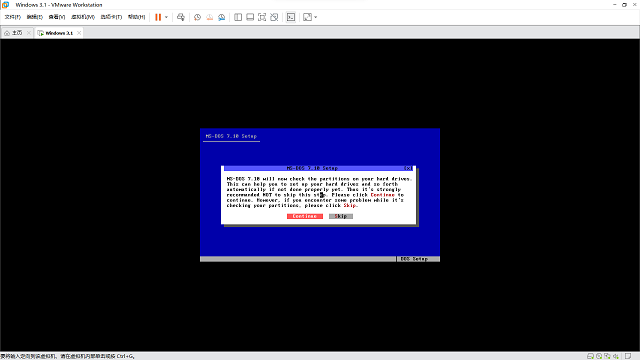 Windows 3.1 - VMware Workstation
文件(F) 编辑(E) 查看(V) 虚拟机(M) 选项卡(T) 帮助(H)
主页 Windows 3.1
MS-DOS 7.10 Setup
MS-DOS 7.10 Setup
MS-DOS 7.10 will now check the partitions on your hard drives.
This can help you to set up your hard drives and so forth
automatically if not done properly yet. Thus it's strongly
recommended NOT to skip this step. Please click Continue to
continue. However, if you encounter some problem while it's
checking your partitions, please click Skip.
Continue Skip
DOS Setup
要将输入定向到该虚拟机，请在虚拟机内部单击或按 Ctrl+G。